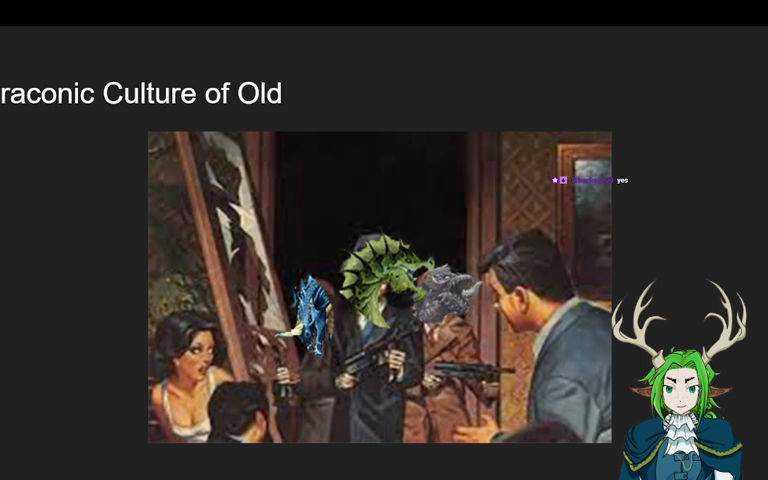 raconic Culture of Old
yes